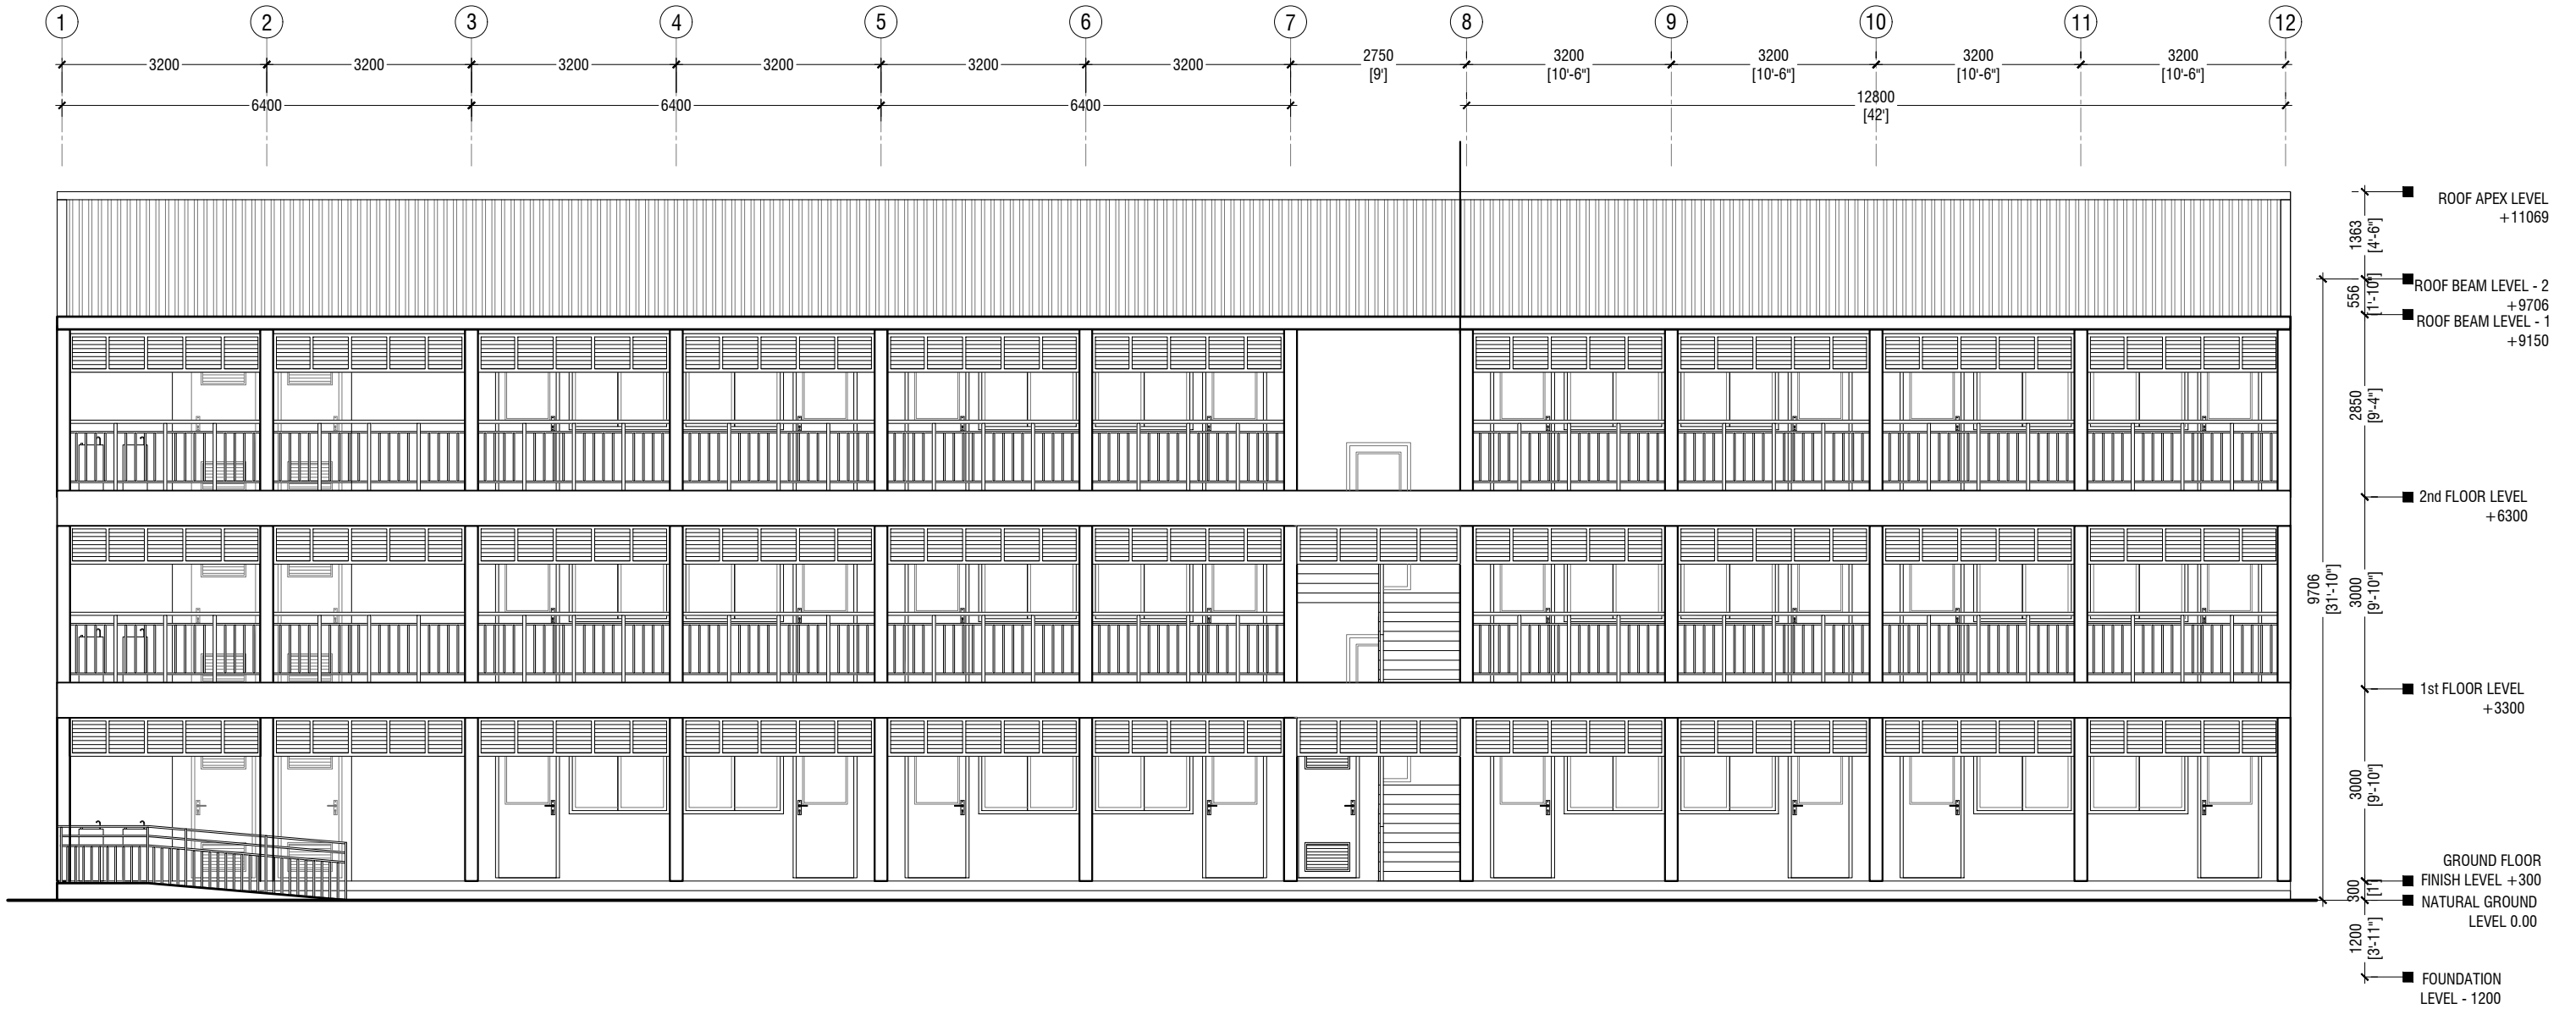 1 2 3 4 5 6 7 8 9 10 11 12
3200 3200 3200 3200 3200 3200 2750 3200 3200 3200 3200
[9'] [10'-6"] [10'-6"] [10'-6"] [10'-6"]
6400 6400 6400 12800
[42']
ROOF APEX LEVEL
+11069
1363
[4'-6"]
ROOF BEAM LEVEL - 2
+9706
556
[1'-10"]
ROOF BEAM LEVEL - 1
+9150
2850
[9'-4"]
2nd FLOOR LEVEL
+6300
9706
[31'-10"]
3000
[9'-10"]
1st FLOOR LEVEL
+3300
3000
[9'-10"]
GROUND FLOOR
FINISH LEVEL +300
300
[1']
NATURAL GROUND
LEVEL 0.00
1200
[3'-11"]
FOUNDATION
LEVEL - 1200